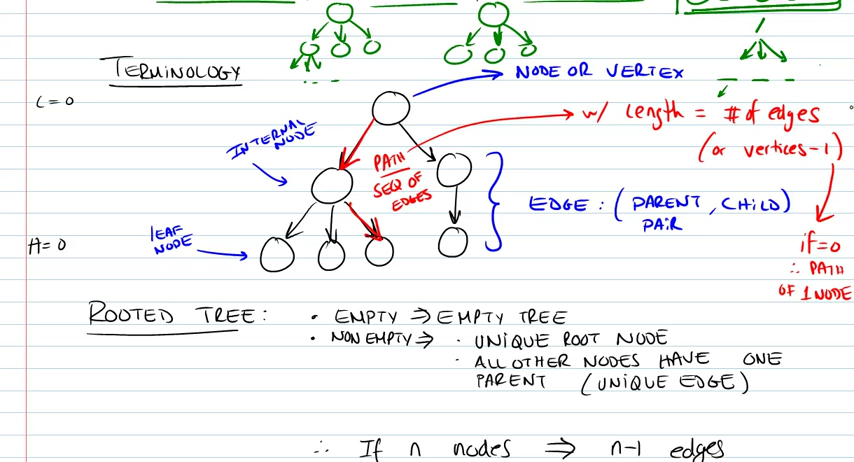 TERMINOLOGY
NODE OR VERTEX
L=0
w/ length = # of edges
(or vertices-1)
INTERNAL
NODE
PATH
SEQ OF
EDGES
EDGE : (PARENT, CHILD)
PAIR
LEAF
NODE
H=0
if=0
∴ PATH
OF 1 NODE
ROOTED TREE:
• EMPTY ⇒ EMPTY TREE
• NON EMPTY ⇒ • UNIQUE ROOT NODE
• ALL OTHER NODES HAVE ONE
PARENT (UNIQUE EDGE)
∴ If n nodes ⇒ n-1 edges